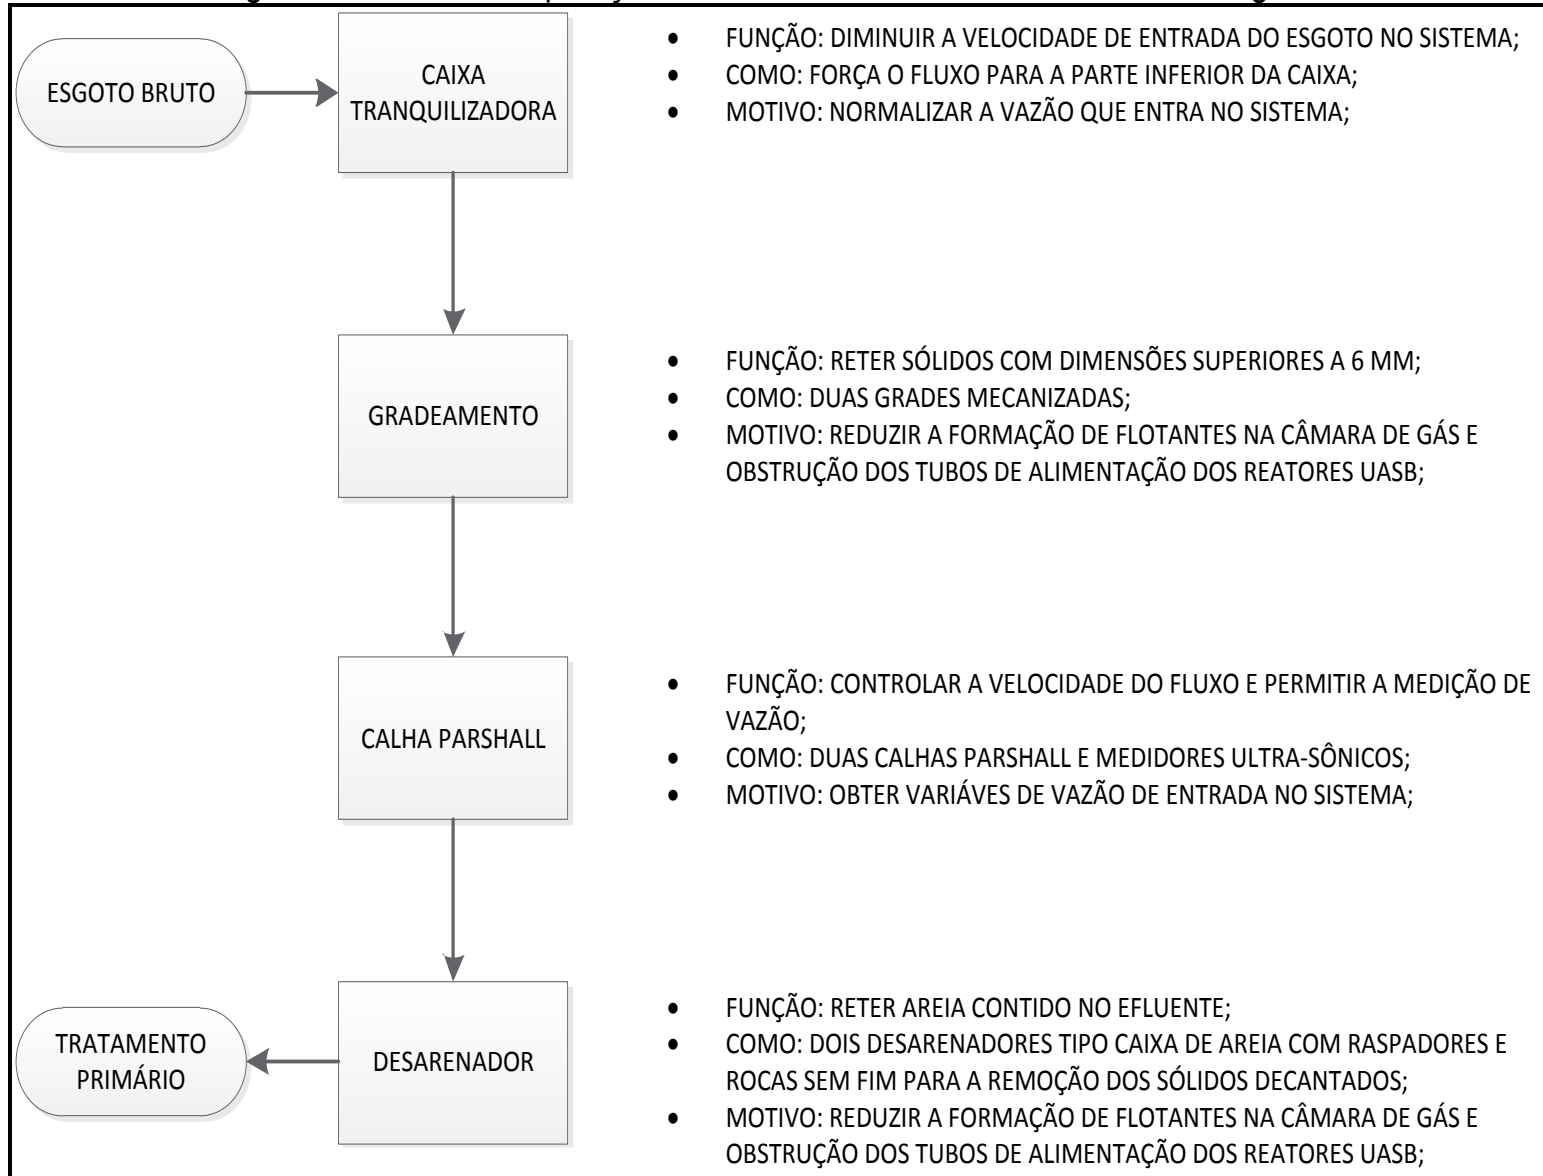 ESGOTO BRUTO
CAIXA
TRANQUILIZADORA
• FUNÇÃO: DIMINUIR A VELOCIDADE DE ENTRADA DO ESGOTO NO SISTEMA;
• COMO: FORÇA O FLUXO PARA A PARTE INFERIOR DA CAIXA;
• MOTIVO: NORMALIZAR A VAZÃO QUE ENTRA NO SISTEMA;
GRADEAMENTO
• FUNÇÃO: RETER SÓLIDOS COM DIMENSÕES SUPERIORES A 6 MM;
• COMO: DUAS GRADES MECANIZADAS;
• MOTIVO: REDUZIR A FORMAÇÃO DE FLOTANTES NA CÂMARA DE GÁS E
OBSTRUÇÃO DOS TUBOS DE ALIMENTAÇÃO DOS REATORES UASB;
CALHA PARSHALL
• FUNÇÃO: CONTROLAR A VELOCIDADE DO FLUXO E PERMITIR A MEDIÇÃO DE
VAZÃO;
• COMO: DUAS CALHAS PARSHALL E MEDIDORES ULTRA-SÔNICOS;
• MOTIVO: OBTER VARIÁVES DE VAZÃO DE ENTRADA NO SISTEMA;
TRATAMENTO
PRIMÁRIO
DESARENADOR
• FUNÇÃO: RETER AREIA CONTIDO NO EFLUENTE;
• COMO: DOIS DESARENADORES TIPO CAIXA DE AREIA COM RASPADORES E
ROCAS SEM FIM PARA A REMOÇÃO DOS SÓLIDOS DECANTADOS;
• MOTIVO: REDUZIR A FORMAÇÃO DE FLOTANTES NA CÂMARA DE GÁS E
OBSTRUÇÃO DOS TUBOS DE ALIMENTAÇÃO DOS REATORES UASB;